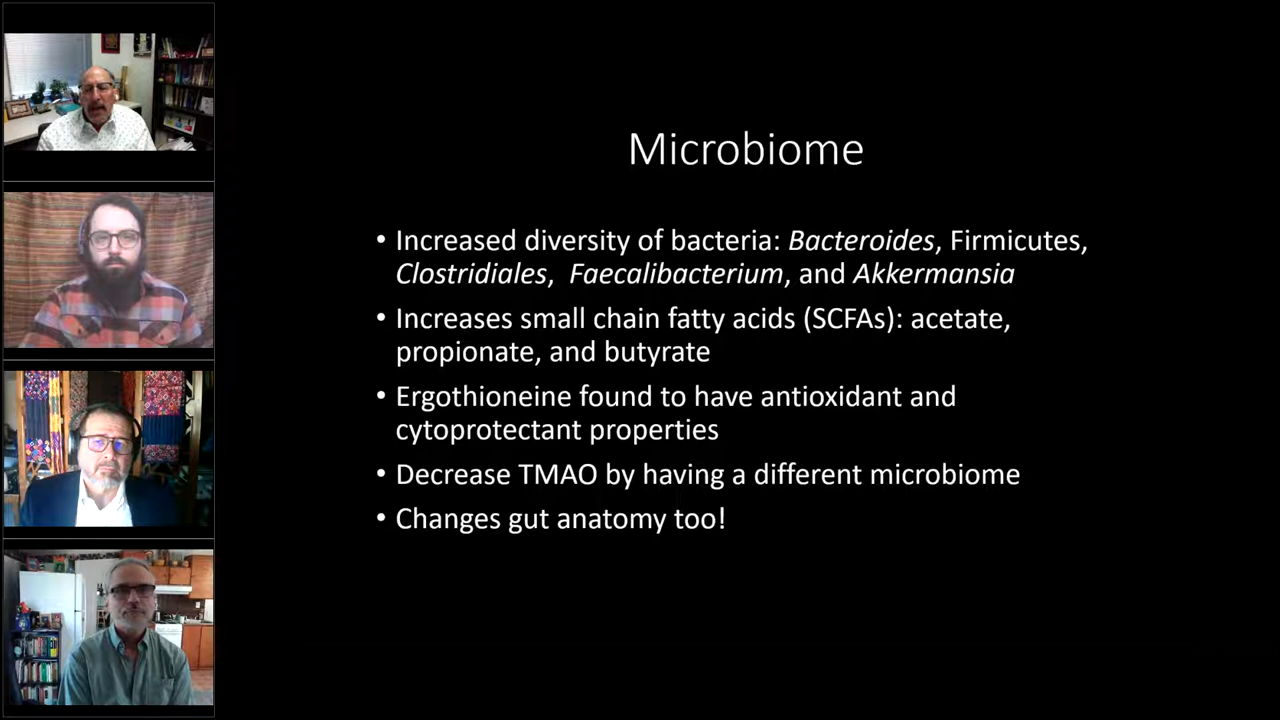 Microbiome
• Increased diversity of bacteria: Bacteroides, Firmicutes,
Clostridiales, Faecalibacterium, and Akkermansia
• Increases small chain fatty acids (SCFAs): acetate,
propionate, and butyrate
• Ergothioneine found to have antioxidant and
cytoprotectant properties
• Decrease TMAO by having a different microbiome
• Changes gut anatomy too!